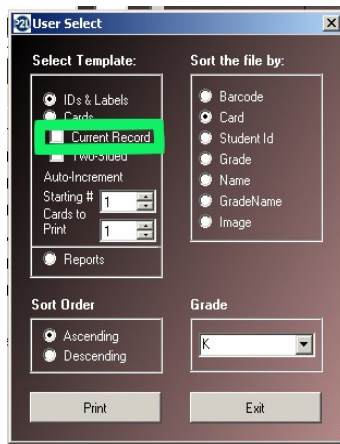 P2L User Select
Select Template:
IDs & Labels
Cards
Current Record
Two-Sided
Auto-Increment
Starting # 1
Cards to
Print 1
Reports
Sort the file by:
Barcode
Card
Student Id
Grade
Name
GradeName
Image
Sort Order
Ascending
Descending
Grade
K
Print
Exit